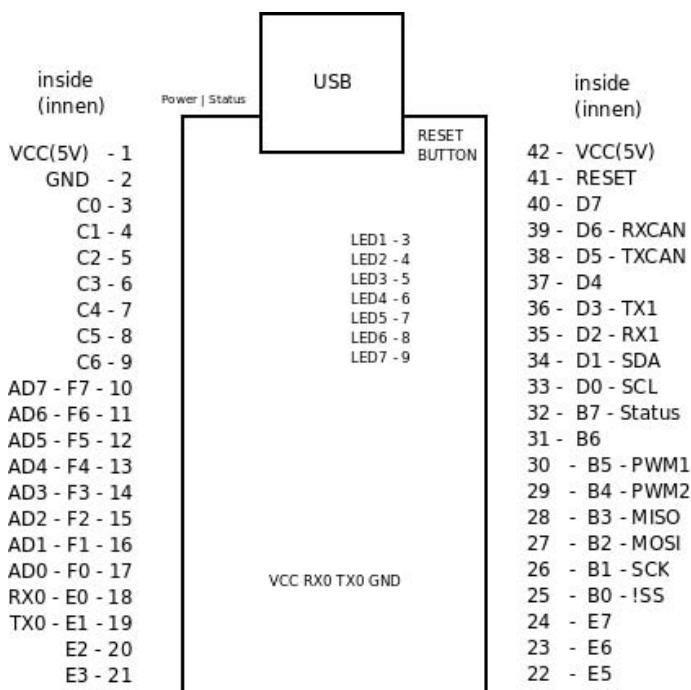 USB
inside
(innen)
Power | Status
VCC(5V) - 1
GND - 2
C0 - 3
C1 - 4
C2 - 5
C3 - 6
C4 - 7
C5 - 8
C6 - 9
AD7 - F7 - 10
AD6 - F6 - 11
AD5 - F5 - 12
AD4 - F4 - 13
AD3 - F3 - 14
AD2 - F2 - 15
AD1 - F1 - 16
AD0 - F0 - 17
RX0 - E0 - 18
TX0 - E1 - 19
E2 - 20
E3 - 21
RESET
BUTTON
LED1 - 3
LED2 - 4
LED3 - 5
LED4 - 6
LED5 - 7
LED6 - 8
LED7 - 9
VCC RX0 TX0 GND
inside
(innen)
42 - VCC(5V)
41 - RESET
40 - D7
39 - D6 - RXCAN
38 - D5 - TXCAN
37 - D4
36 - D3 - TX1
35 - D2 - RX1
34 - D1 - SDA
33 - D0 - SCL
32 - B7 - Status
31 - B6
30 - B5 - PWM1
29 - B4 - PWM2
28 - B3 - MISO
27 - B2 - MOSI
26 - B1 - SCK
25 - B0 - !SS
24 - E7
23 - E6
22 - E5